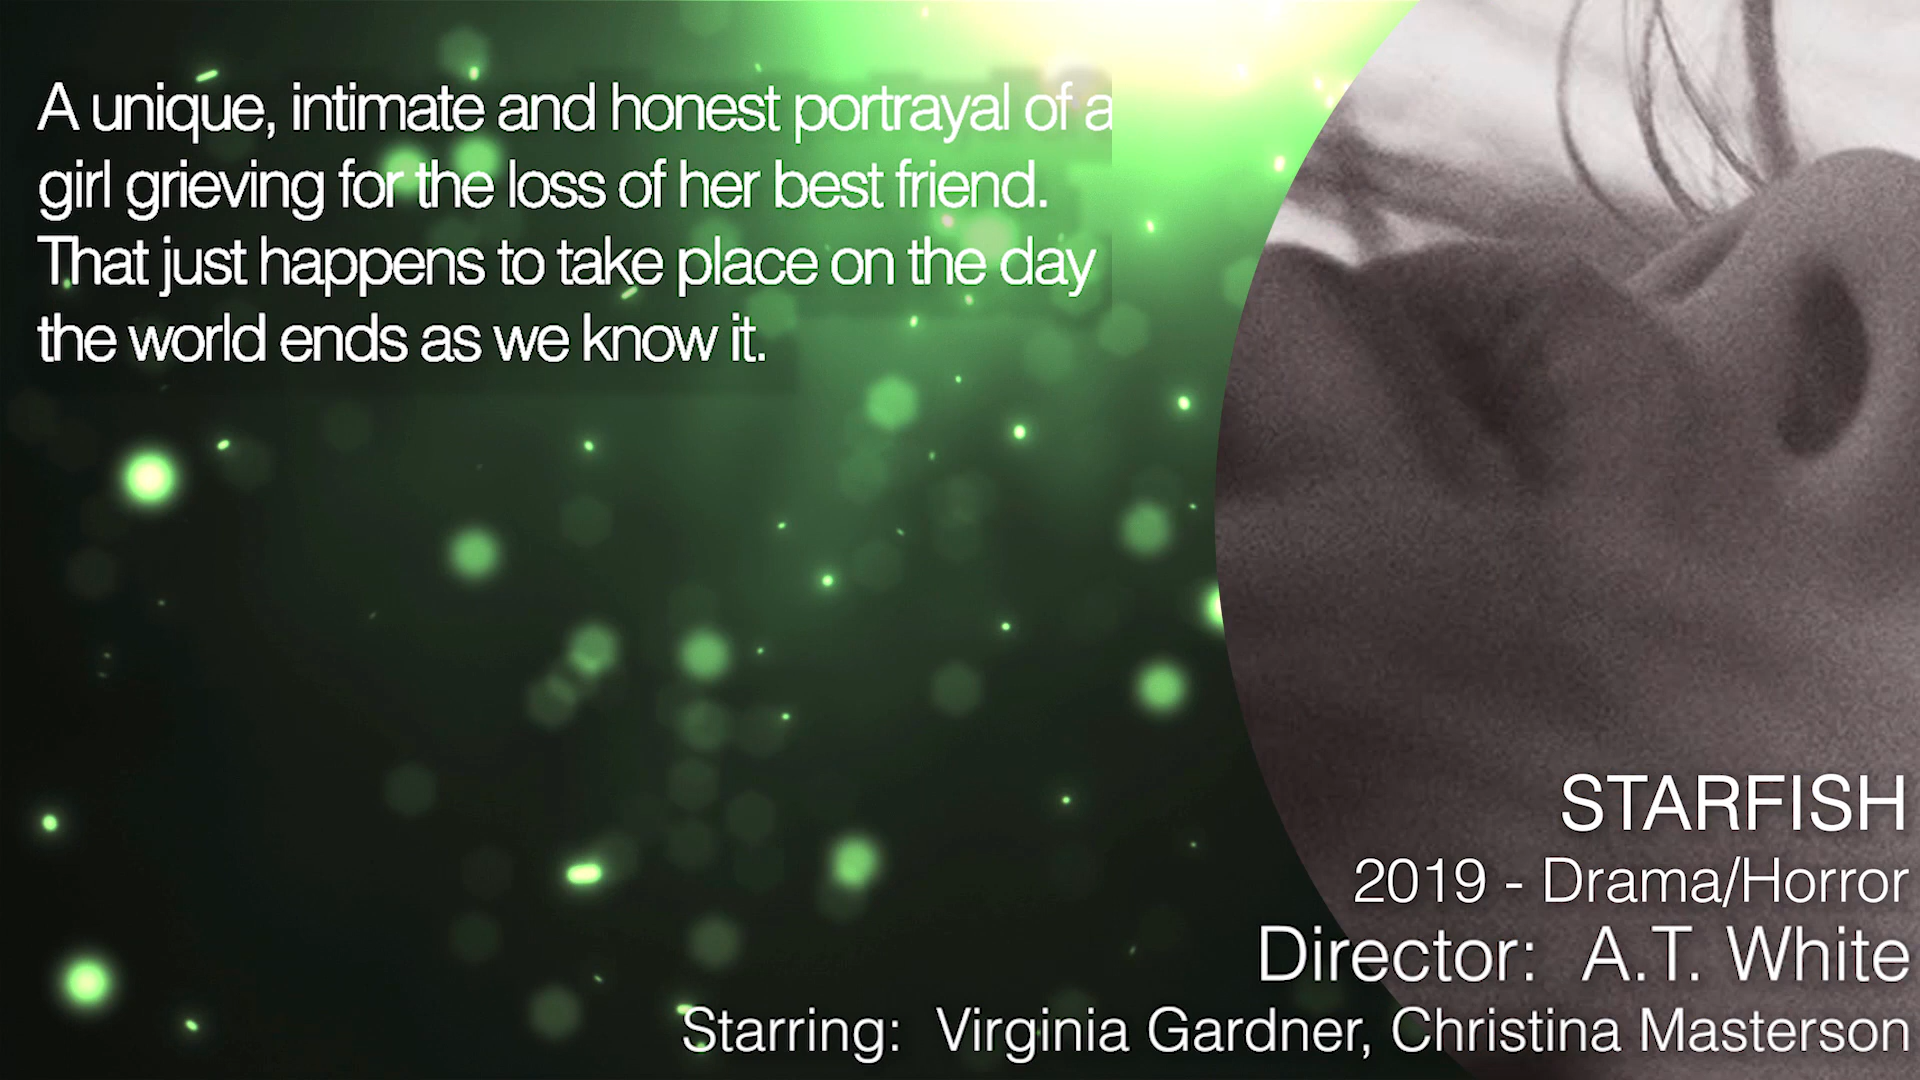 A unique, intimate and honest portrayal of a
girl grieving for the loss of her best friend.
That just happens to take place on the day
the world ends as we know it.
STARFISH
2019 - Drama/Horror
Director: A.T. White
Starring: Virginia Gardner, Christina Masterson